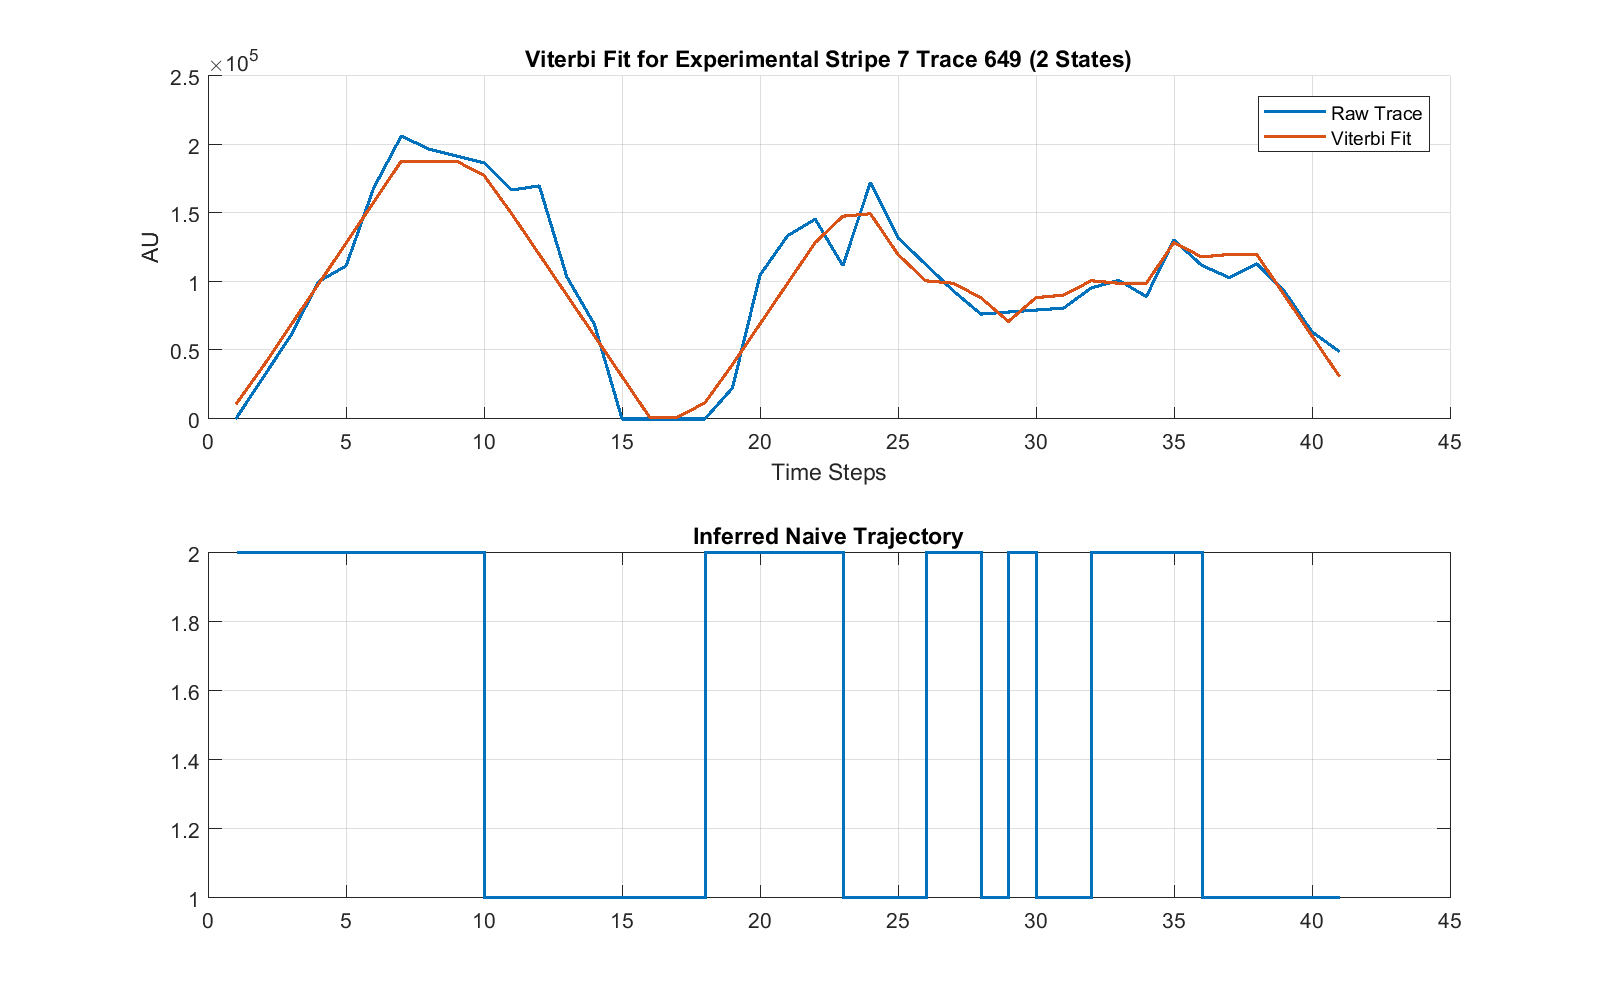 Viterbi Fit for Experimental Stripe 7 Trace 649 (2 States)
×10^5
2.5
2
1.5
1
0.5
0
AU
Raw Trace
Viterbi Fit
0 5 10 15 20 25 30 35 40 45
Time Steps
Inferred Naive Trajectory
2
1.8
1.6
1.4
1.2
1
0 5 10 15 20 25 30 35 40 45